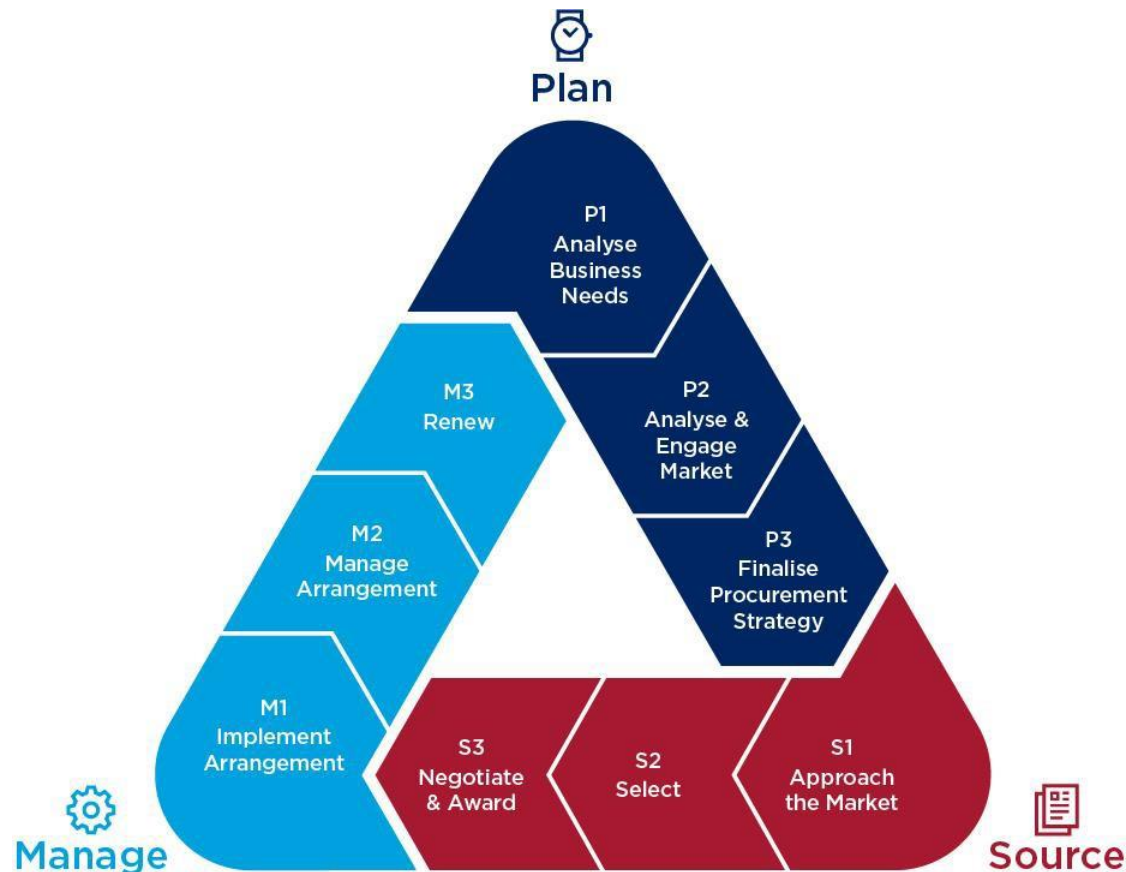 Plan
P1
Analyse
Business
Needs
P2
Analyse &
Engage
Market
P3
Finalise
Procurement
Strategy
S1
Approach
the Market
S2
Select
S3
Negotiate
& Award
M1
Implement
Arrangement
M2
Manage
Arrangement
M3
Renew
Manage
Source